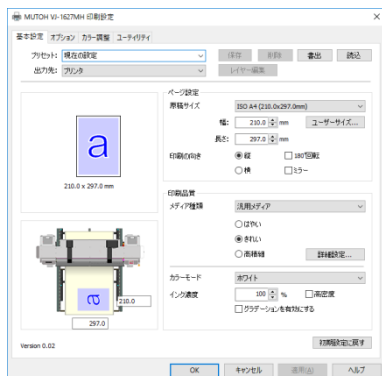 MUTOH VJ-1627MH 印刷設定
基本設定 オプション カラー調整 ユーティリティ
プリセット: 現在の設定 保存 削除 書出 読込
出力先: プリンタ レイヤー編集
a
210.0 x 297.0 mm
ページ設定
原稿サイズ ISO A4 (210.0x297.0mm)
幅: 210.0 mm ユーザーサイズ...
長さ: 297.0 mm
印刷の向き 縦 180°回転
横 ミラー
印刷品質
メディア種類 汎用メディア
はやい
きれい
高精細 詳細設定...
カラーモード ホワイト
インク濃度 100 % 高密度
グラデーションを有効にする
a
210.0
297.0
Version 0.02 初期設定に戻す
OK キャンセル 適用(A) ヘルプ